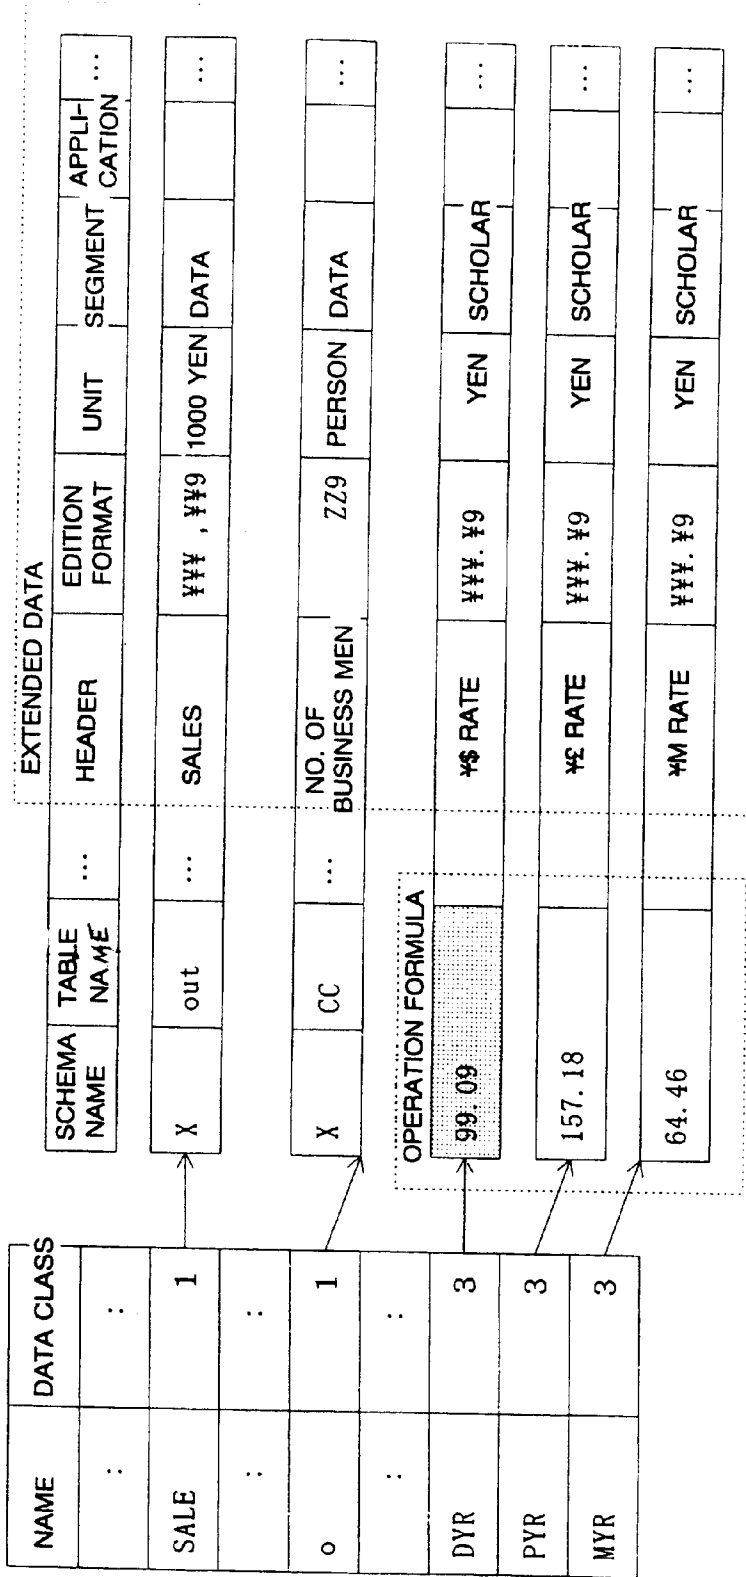 EXTENDED DATA
SCHEMA NAME TABLE NAME ... HEADER EDITION FORMAT UNIT SEGMENT APPLI-CATION ...
NAME DATA CLASS
: :
SALE 1 X out ... SALES ¥¥¥ , ¥¥9 1000 YEN DATA ...
: :
o 1 X CC ... NO. OF BUSINESS MEN ZZ9 PERSON DATA ...
: :
OPERATION FORMULA
DYR 3 99.09 ¥$ RATE ¥¥¥. ¥9 YEN SCHOLAR ...
PYR 3 157.18 ¥£ RATE ¥¥¥. ¥9 YEN SCHOLAR ...
MYR 3 64.46 ¥M RATE ¥¥¥. ¥9 YEN SCHOLAR ...